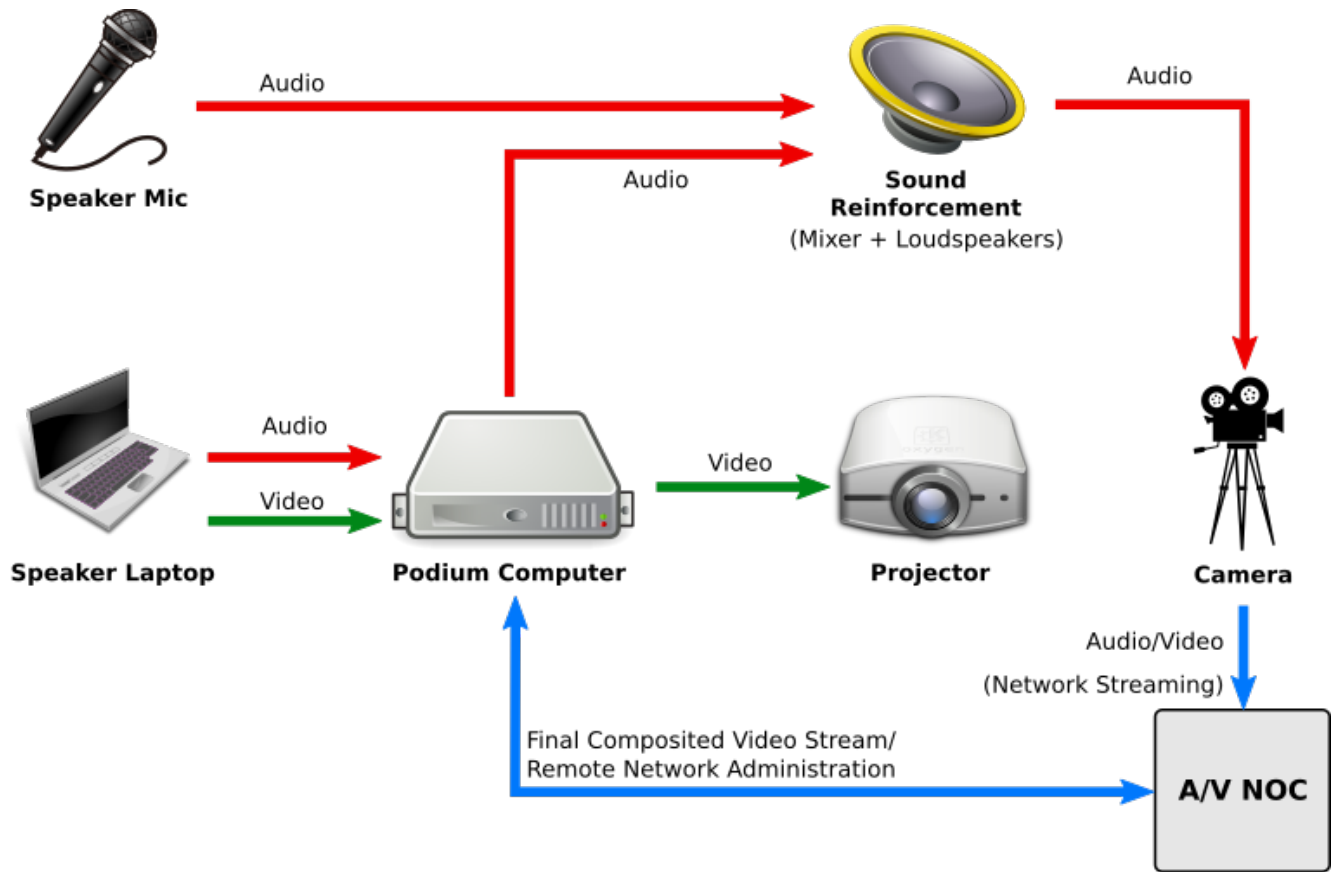 Audio
Audio
Speaker Mic
Audio
Sound
Reinforcement
(Mixer + Loudspeakers)
Audio
Video
Video
Speaker Laptop
Podium Computer
Projector
Camera
Audio/Video
(Network Streaming)
Final Composited Video Stream/
Remote Network Administration
A/V NOC